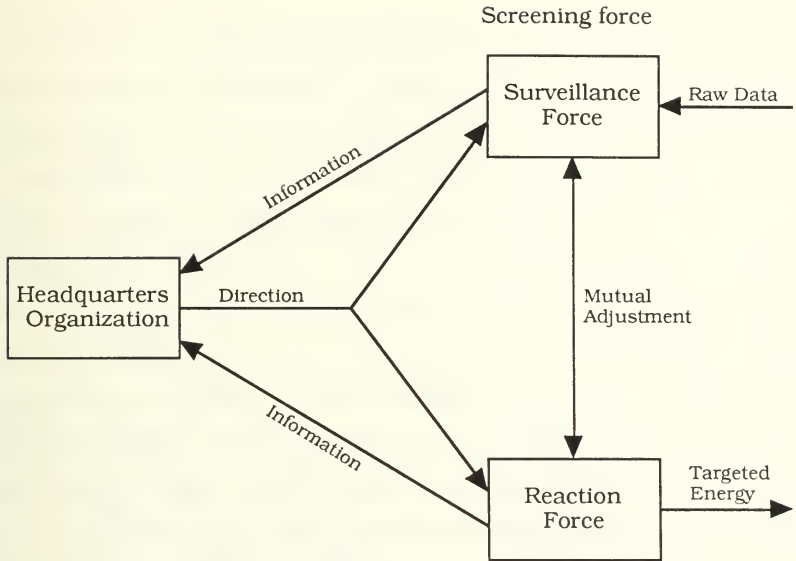 Screening force
Surveillance
Force
Raw Data
Information
Headquarters
Organization
Direction
Mutual
Adjustment
Information
Reaction
Force
Targeted
Energy